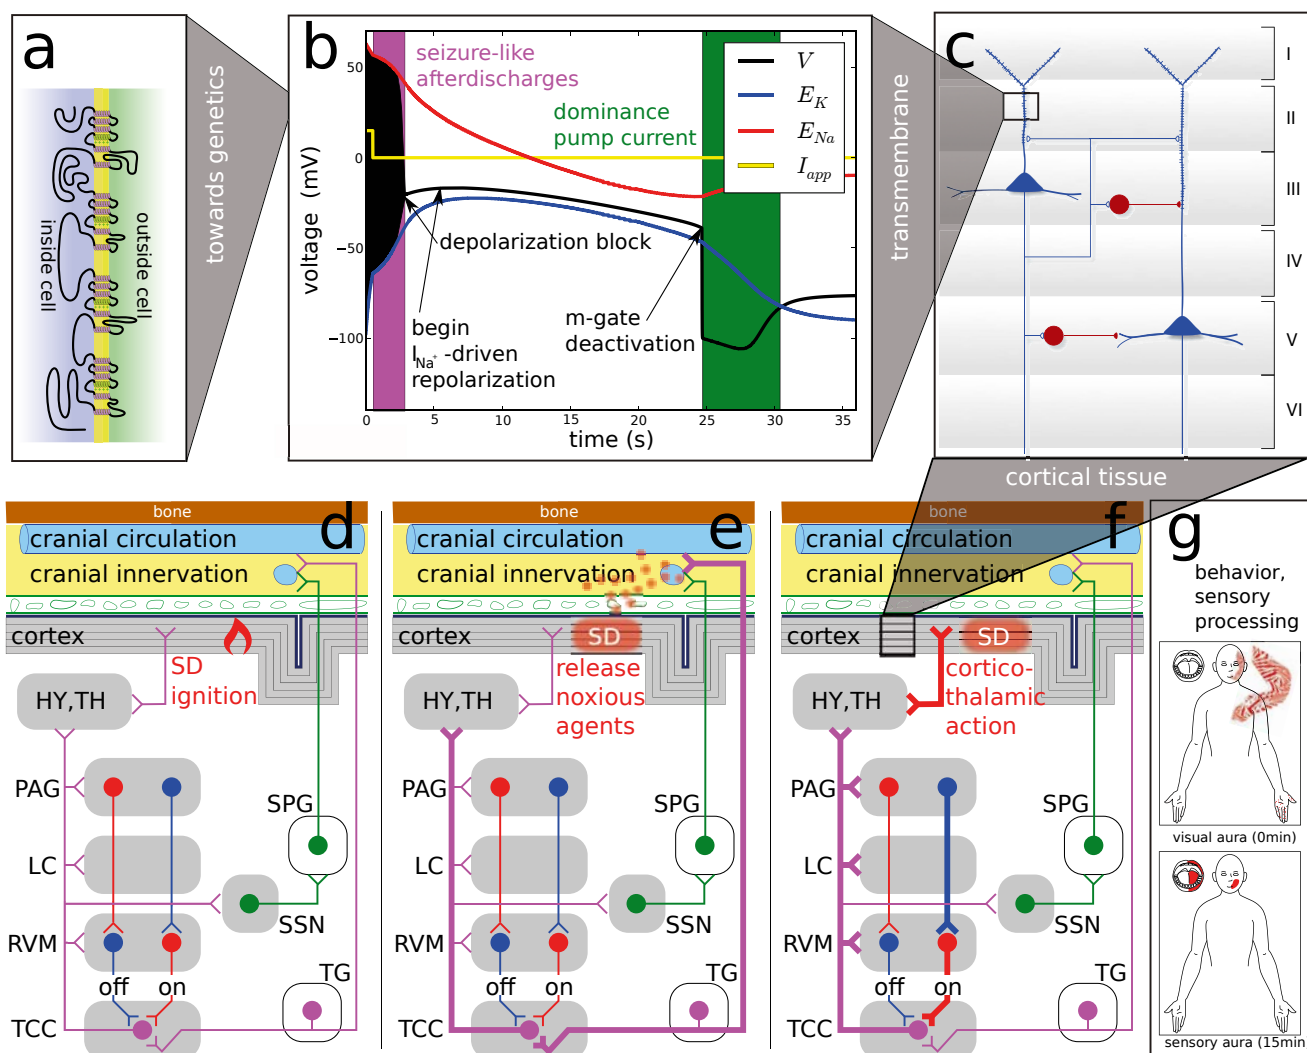 a
inside cell
outside cell
towards genetics
b
seizure-like
afterdischarges
dominance
pump current
V
E_K
E_Na
I_app
depolarization block
begin
I_Na+ -driven
repolarization
m-gate
deactivation
voltage (mV)
50
0
−50
−100
0
5
10
15
20
25
30
35
time (s)
transmembrane
c
I
II
III
IV
V
VI
cortical tissue
d
bone
cranial circulation
cranial innervation
cortex
SD
ignition
HY,TH
PAG
SPG
LC
SSN
RVM
off
on
TG
TCC
e
bone
cranial circulation
cranial innervation
cortex
SD
release
noxious
agents
HY,TH
PAG
SPG
LC
SSN
RVM
off
on
TG
TCC
f
bone
cranial circulation
cranial innervation
cortex
SD
cortico-
thalamic
action
HY,TH
PAG
SPG
LC
SSN
RVM
off
on
TG
TCC
g
behavior,
sensory
processing
visual aura (0min)
sensory aura (15min